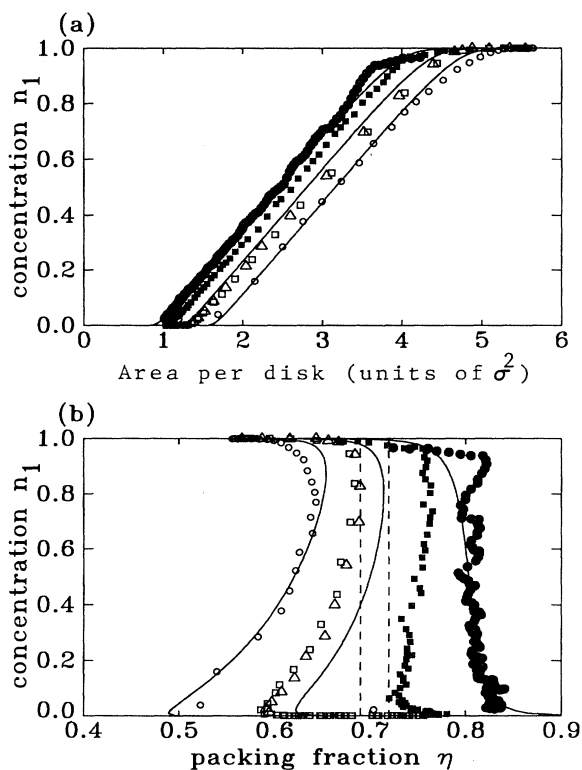 (a)
concentration n₁
1.0
0.8
0.6
0.4
0.2
0.0
0 1 2 3 4 5 6
Area per disk (units of σ²)
(b)
concentration n₁
1.0
0.8
0.6
0.4
0.2
0.0
0.4 0.5 0.6 0.7 0.8 0.9
packing fraction η